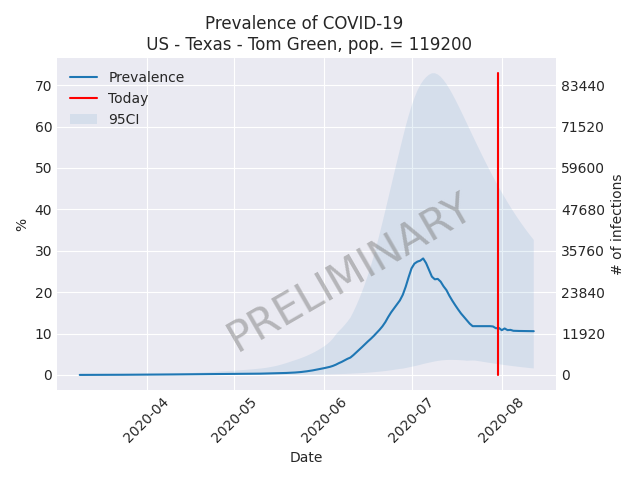 Prevalence of COVID-19
US - Texas - Tom Green, pop. = 119200
Prevalence
Today
95CI
PRELIMINARY
70
60
50
40
30
20
10
0
%
83440
71520
59600
47680
35760
23840
11920
0
# of infections
2020-04
2020-05
2020-06
2020-07
2020-08
Date